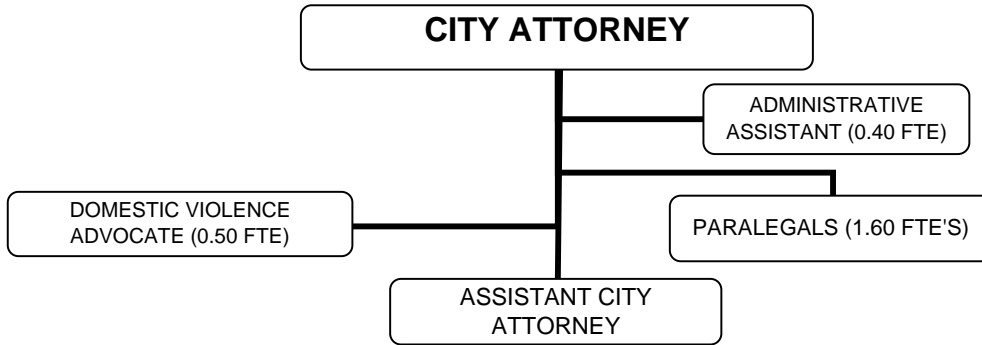 CITY ATTORNEY
ADMINISTRATIVE
ASSISTANT (0.40 FTE)
DOMESTIC VIOLENCE
ADVOCATE (0.50 FTE)
PARALEGALS (1.60 FTE'S)
ASSISTANT CITY
ATTORNEY